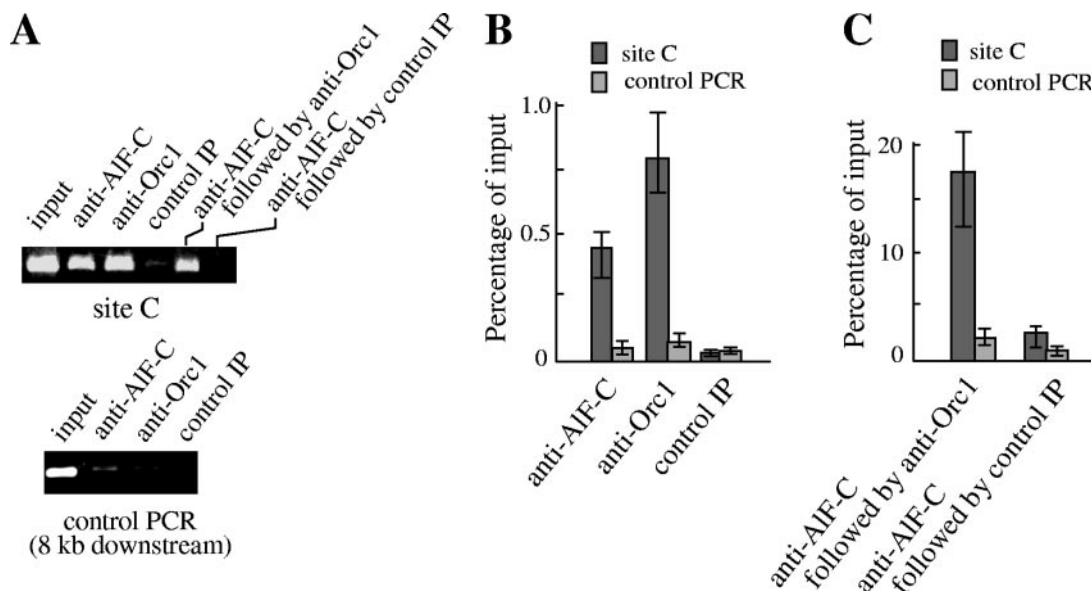 A
input
anti-AIF-C
anti-Orc1
control IP
anti-AIF-C
followed by anti-Orc1
anti-AIF-C
followed by control IP
site C
input
anti-AIF-C
anti-Orc1
control IP
control PCR
(8 kb downstream)
B
site C
control PCR
Percentage of input
1.0
0.5
0
anti-AIF-C
anti-Orc1
control IP
C
site C
control PCR
Percentage of input
20
10
0
anti-AIF-C
followed by anti-Orc1
anti-AIF-C
followed by control IP